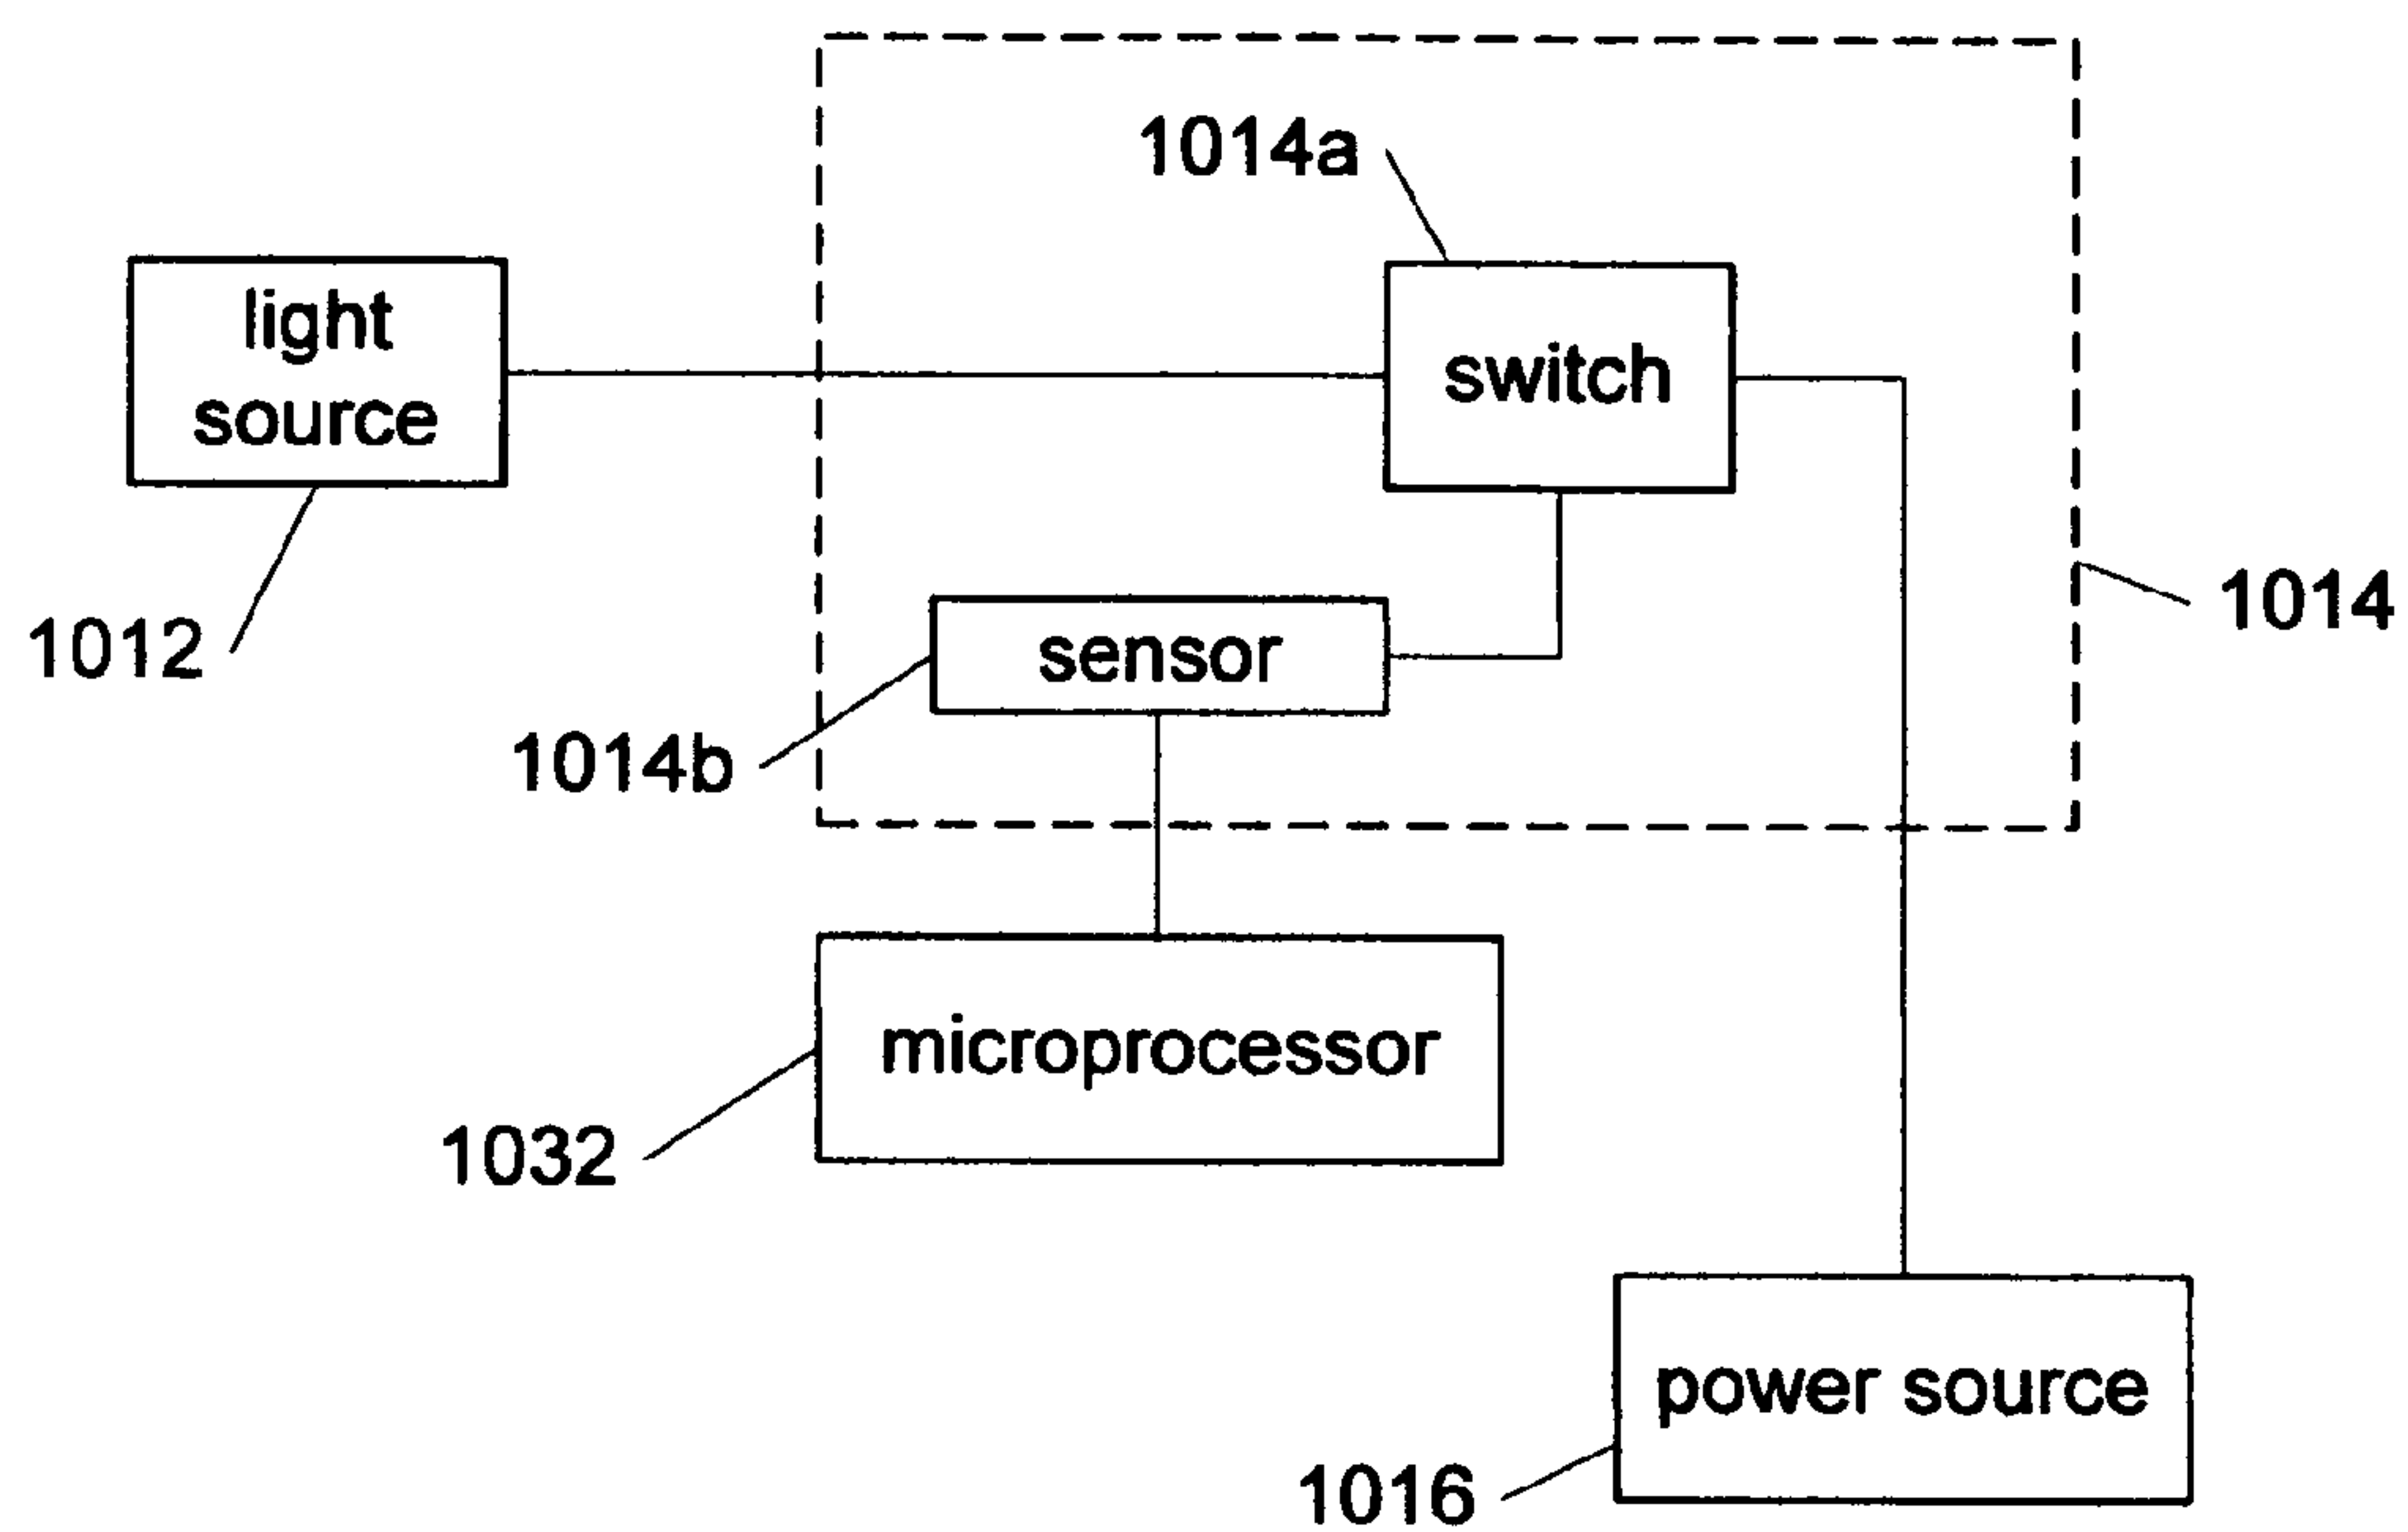 1014a
light
source
switch
1012
sensor
1014
1014b
microprocessor
1032
power source
1016